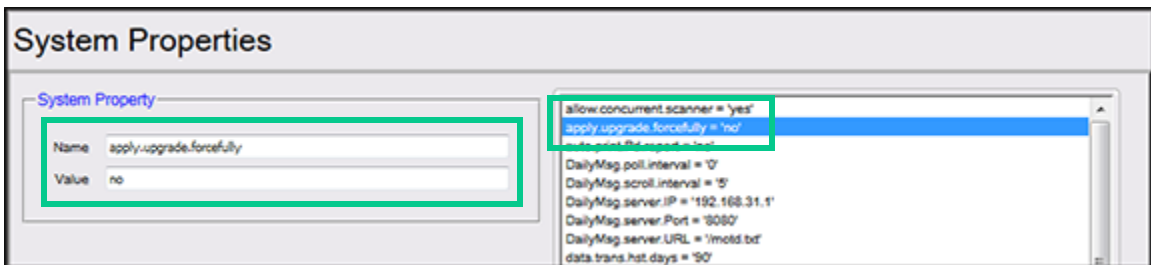 System Properties
System Property
Name apply.upgrade.forcefully
Value no
allow.concurrent.scanner = 'yes'
apply.upgrade.forcefully = 'no'
DailyMsg.poll.interval = '0'
DailyMsg.scroll.interval = '5'
DailyMsg.server.IP = '192.168.31.1'
DailyMsg.server.Port = '8080'
DailyMsg.server.URL = '/motd.txt'
data.trans.hst.days = '90'